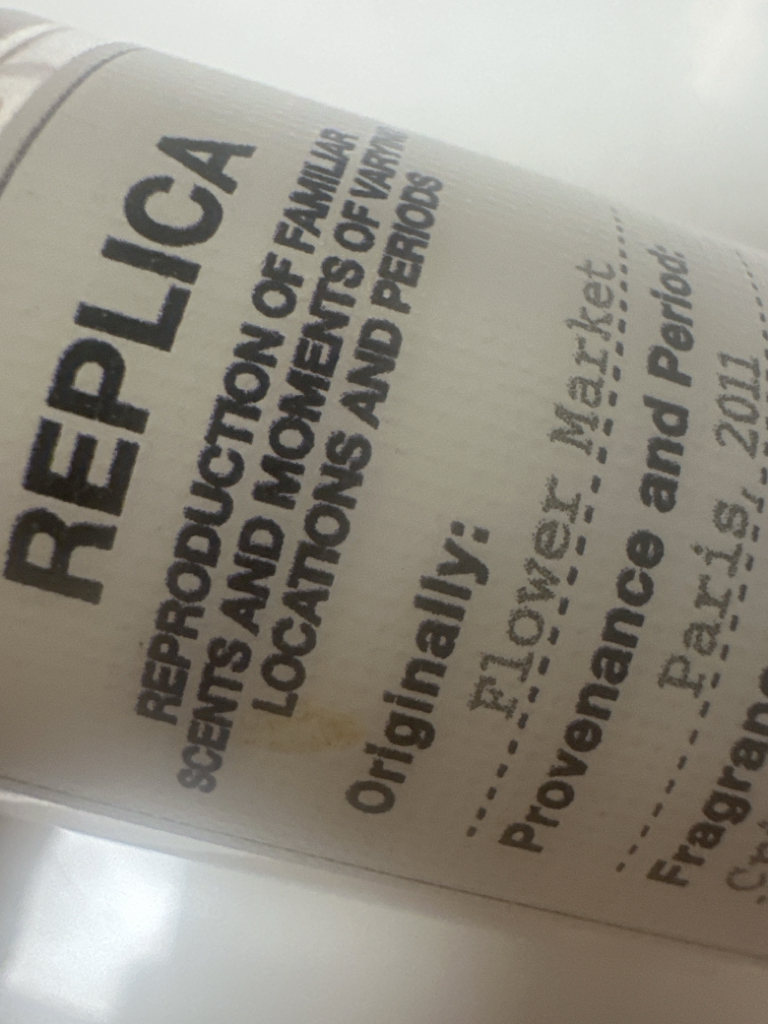 REPLICA
REPRODUCTION OF FAMILIAR
SCENTS AND MOMENTS OF
LOCATIONS AND PERIODS
Originally:
Flower Market
Provenance and Period:
Paris, 2011